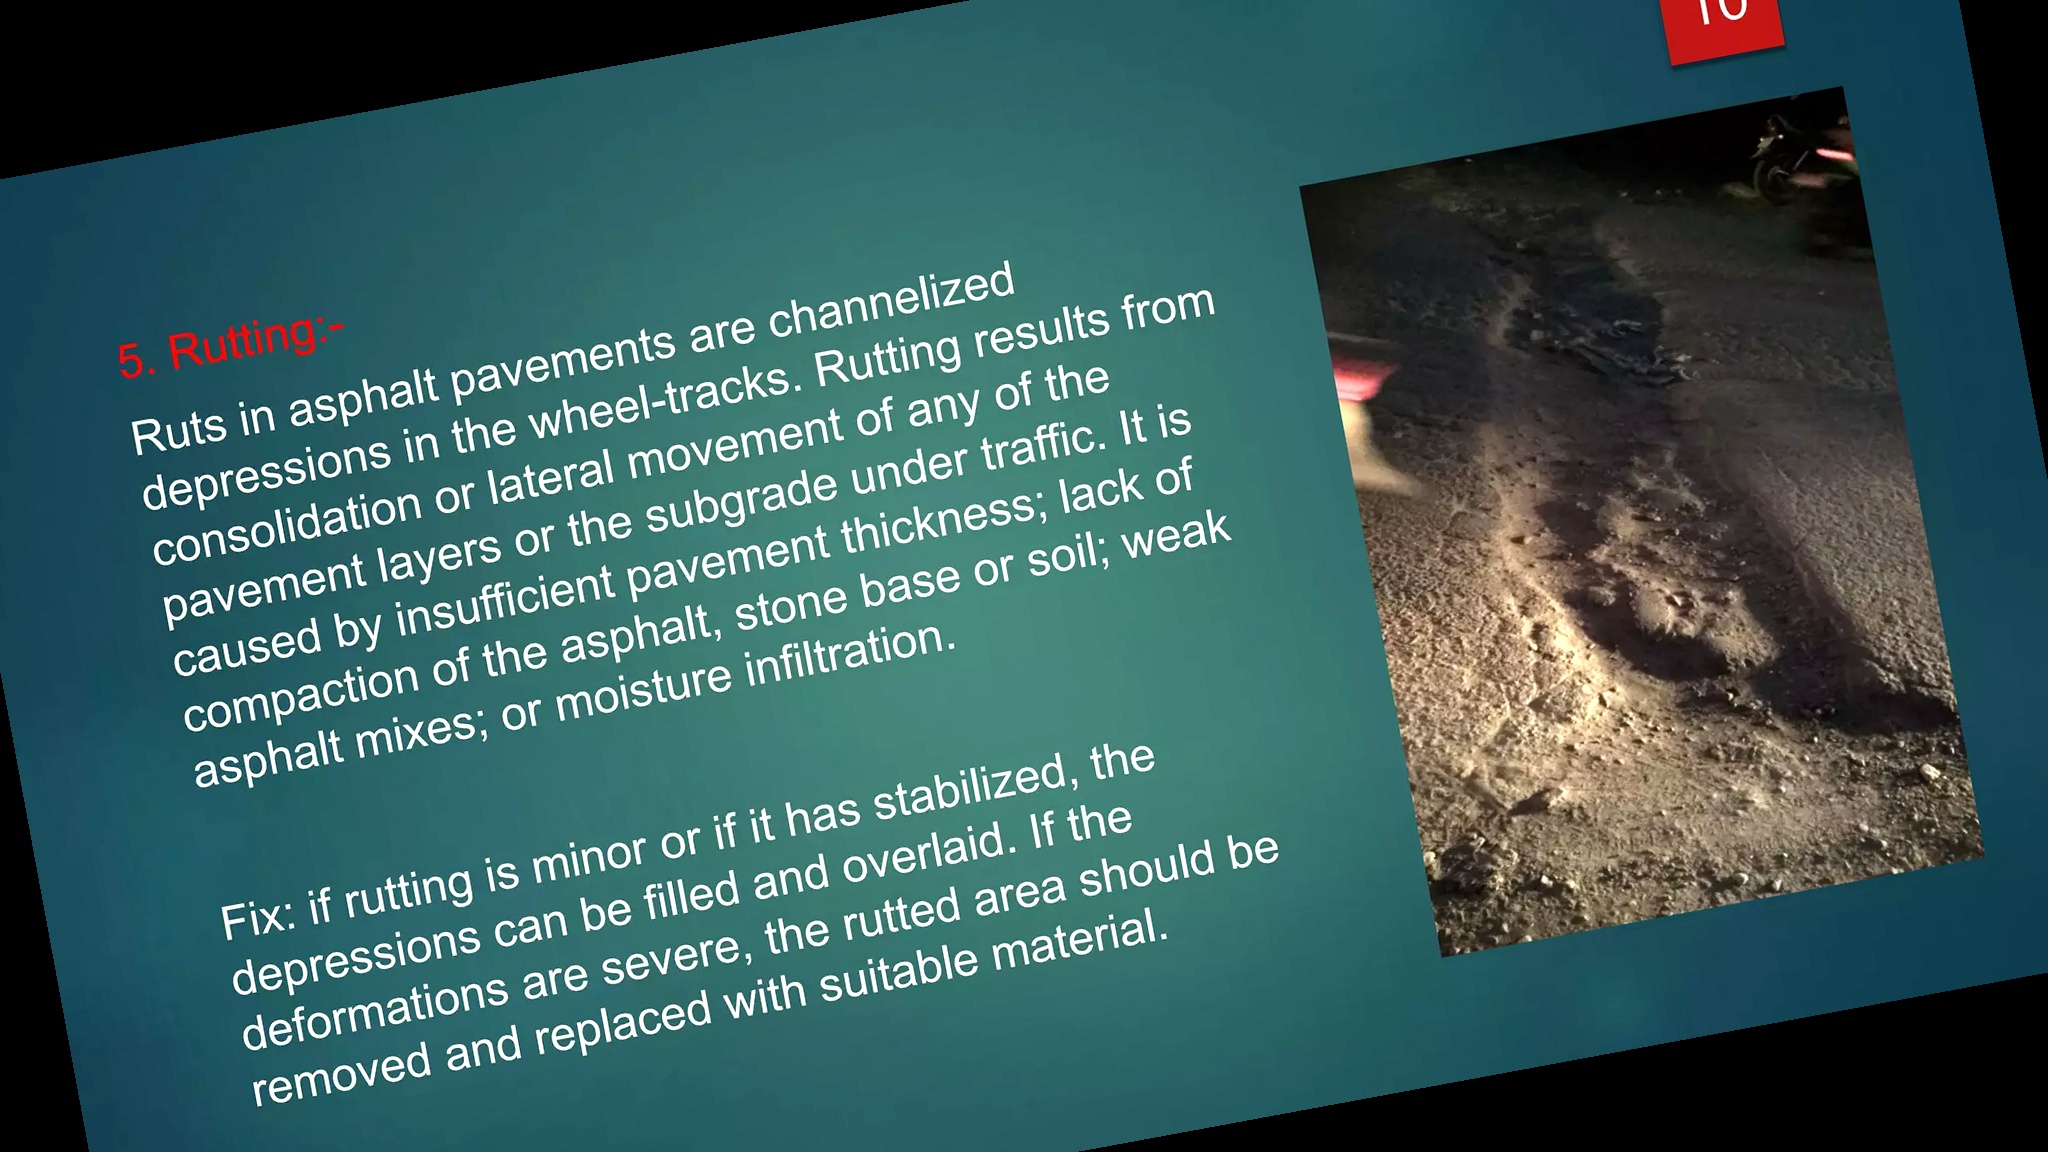 10
5. Rutting:-
Ruts in asphalt pavements are channelized
depressions in the wheel-tracks. Rutting results from
consolidation or lateral movement of any of the
pavement layers or the subgrade under traffic. It is
caused by insufficient pavement thickness; lack of
compaction of the asphalt, stone base or soil; weak
asphalt mixes; or moisture infiltration.
Fix: if rutting is minor or if it has stabilized, the
depressions can be filled and overlaid. If the
deformations are severe, the rutted area should be
removed and replaced with suitable material.